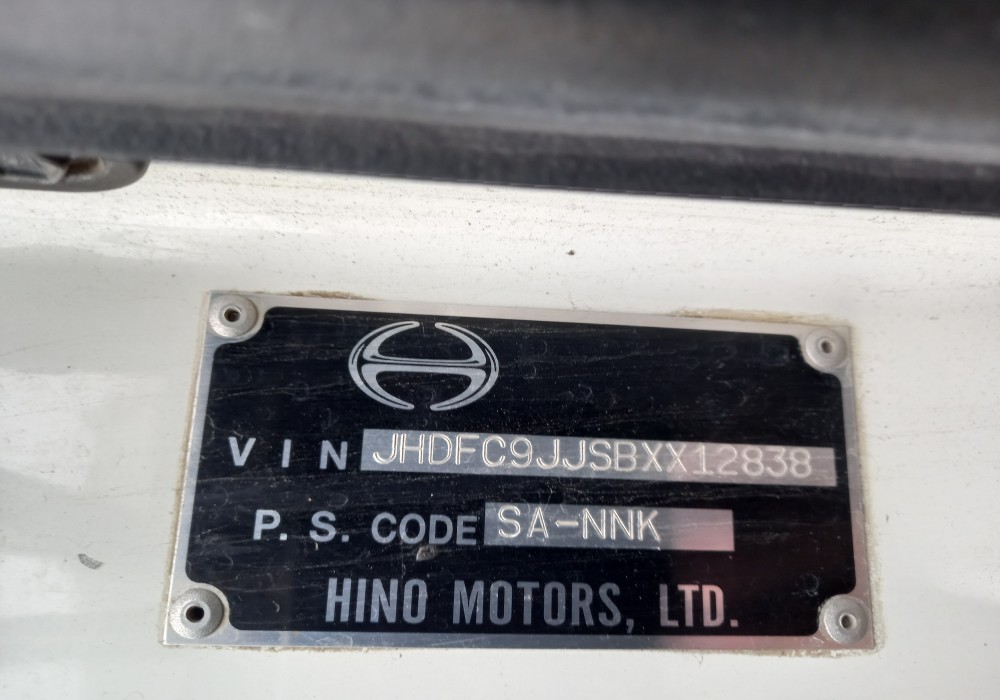 VIN JHDFC9JJSBXX12838
P. S. CODE SA-NNK
HINO MOTORS, LTD.